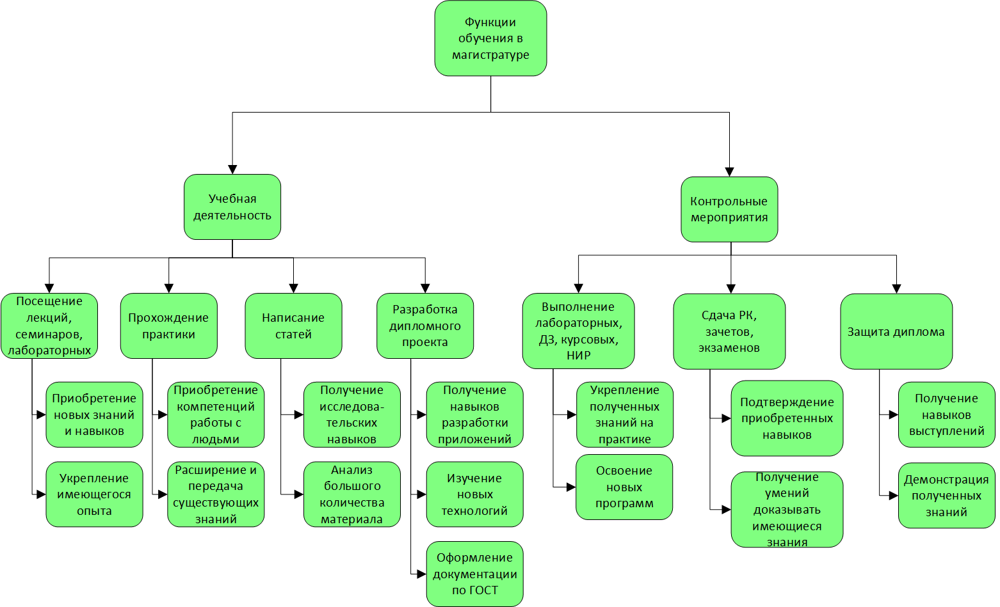 Функции
обучения в
магистратуре
Учебная
деятельность
Контрольные
мероприятия
Посещение
лекций,
семинаров,
лабораторных
Прохождение
практики
Написание
статей
Разработка
дипломного
проекта
Выполнение
лабораторных,
ДЗ, курсовых,
НИР
Сдача РК,
зачетов,
экзаменов
Защита диплома
Приобретение
новых знаний
и навыков
Укрепление
имеющегося
опыта
Приобретение
компетенций
работы с
людьми
Расширение и
передача
существующих
знаний
Получение
исследова-
тельских
навыков
Анализ
большого
количества
материала
Получение
навыков
разработки
приложений
Изучение
новых
технологий
Оформление
документации
по ГОСТ
Укрепление
полученных
знаний на
практике
Освоение
новых
программ
Подтверждение
приобретенных
навыков
Получение
умений
доказывать
имеющиеся
знания
Получение
навыков
выступлений
Демонстрация
полученных
знаний